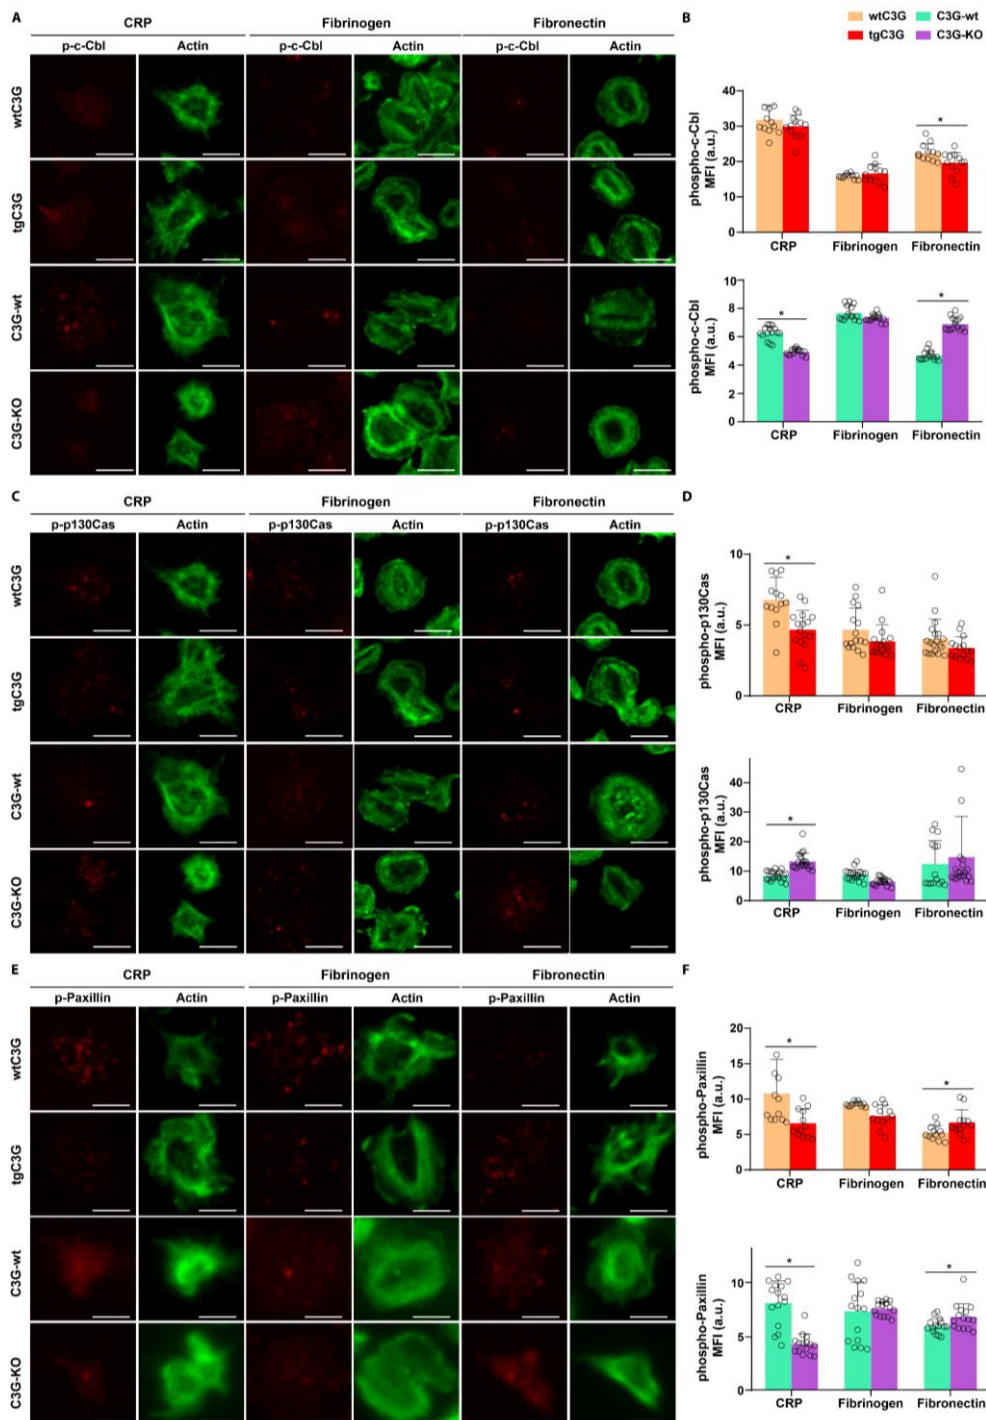 A
CRP Fibrinogen Fibronectin
p-c-Cbl Actin p-c-Cbl Actin p-c-Cbl Actin
wtC3G
tgC3G
C3G-wt
C3G-KO
B
wtC3G C3G-wt
tgC3G C3G-KO
phospho-c-Cbl
MFI (a.u.)
40
30
20
10
0
*
CRP Fibrinogen Fibronectin
phospho-c-Cbl
MFI (a.u.)
10
8
6
4
2
0
* *
CRP Fibrinogen Fibronectin
C
CRP Fibrinogen Fibronectin
p-p130Cas Actin p-p130Cas Actin p-p130Cas Actin
wtC3G
tgC3G
C3G-wt
C3G-KO
D
phospho-p130Cas
MFI (a.u.)
10
5
0
*
CRP Fibrinogen Fibronectin
phospho-p130Cas
MFI (a.u.)
40
30
20
10
0
*
CRP Fibrinogen Fibronectin
E
CRP Fibrinogen Fibronectin
p-Paxillin Actin p-Paxillin Actin p-Paxillin Actin
wtC3G
tgC3G
C3G-wt
C3G-KO
F
phospho-Paxillin
MFI (a.u.)
20
15
10
5
0
* *
CRP Fibrinogen Fibronectin
phospho-Paxillin
MFI (a.u.)
10
5
0
* *
CRP Fibrinogen Fibronectin